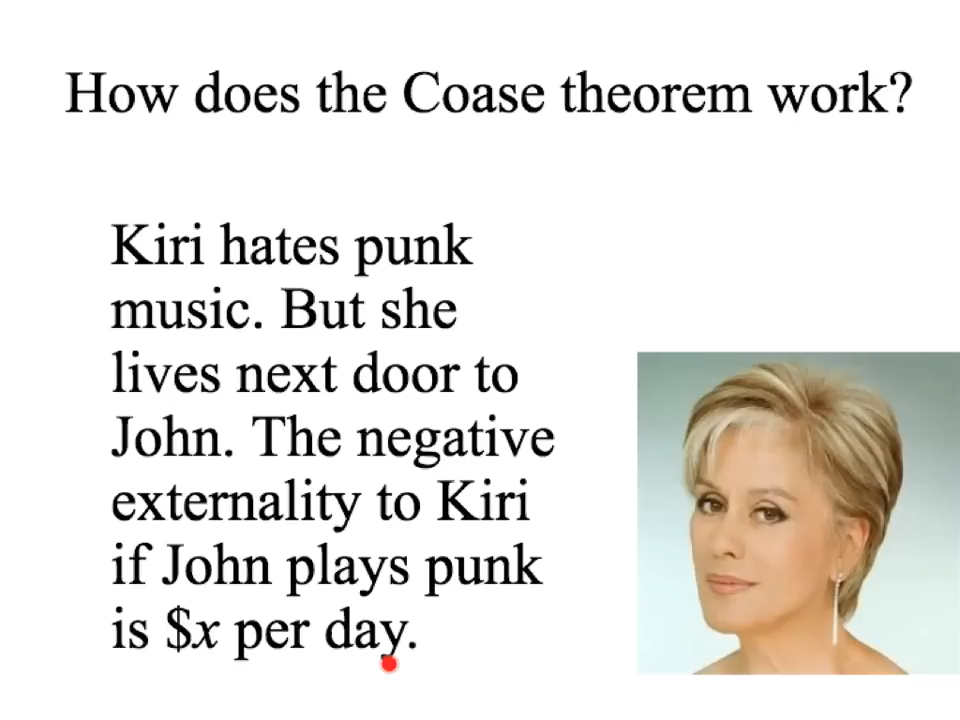 How does the Coase theorem work?
Kiri hates punk
music. But she
lives next door to
John. The negative
externality to Kiri
if John plays punk
is $x per day.